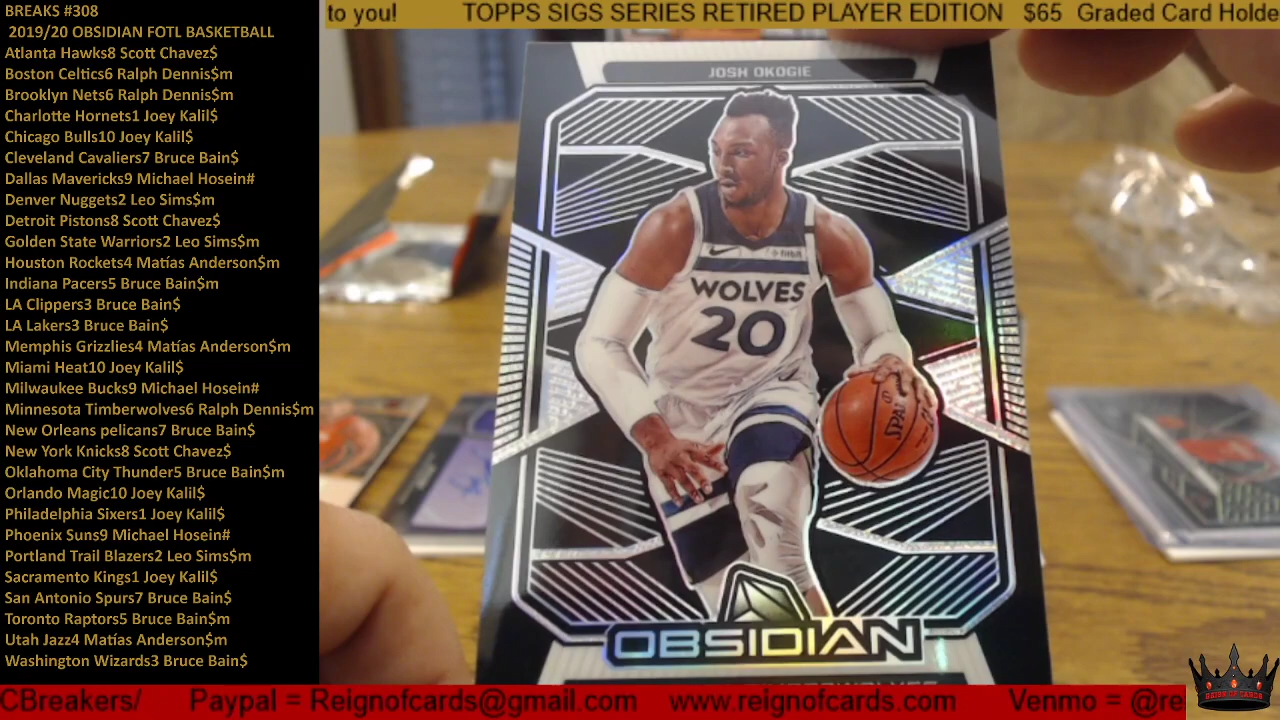 BREAKS #308
2019/20 OBSIDIAN FOTL BASKETBALL
Atlanta Hawks8 Scott Chavez$
Boston Celtics6 Ralph Dennis$m
Brooklyn Nets6 Ralph Dennis$m
Charlotte Hornets1 Joey Kalil$
Chicago Bulls10 Joey Kalil$
Cleveland Cavaliers7 Bruce Bain$
Dallas Mavericks9 Michael Hosein#
Denver Nuggets2 Leo Sims$m
Detroit Pistons8 Scott Chavez$
Golden State Warriors2 Leo Sims$m
Houston Rockets4 Matías Anderson$m
Indiana Pacers5 Bruce Bain$m
LA Clippers3 Bruce Bain$
LA Lakers3 Bruce Bain$
Memphis Grizzlies4 Matías Anderson$m
Miami Heat10 Joey Kalil$
Milwaukee Bucks9 Michael Hosein#
Minnesota Timberwolves6 Ralph Dennis$m
New Orleans pelicans7 Bruce Bain$
New York Knicks8 Scott Chavez$
Oklahoma City Thunder5 Bruce Bain$m
Orlando Magic10 Joey Kalil$
Philadelphia Sixers1 Joey Kalil$
Phoenix Suns9 Michael Hosein#
Portland Trail Blazers2 Leo Sims$m
Sacramento Kings1 Joey Kalil$
San Antonio Spurs7 Bruce Bain$
Toronto Raptors5 Bruce Bain$m
Utah Jazz4 Matías Anderson$m
Washington Wizards3 Bruce Bain$
to you! TOPPS SIGS SERIES RETIRED PLAYER EDITION $65 Graded Card Holde
JOSH OKOGIE
fitbit
WOLVES
20
SPAL
OBSIDIAN
CBreakers/ Paypal = Reignofcards@gmail.com www.reignofcards.com Venmo = @re
REIGN OF CARDS